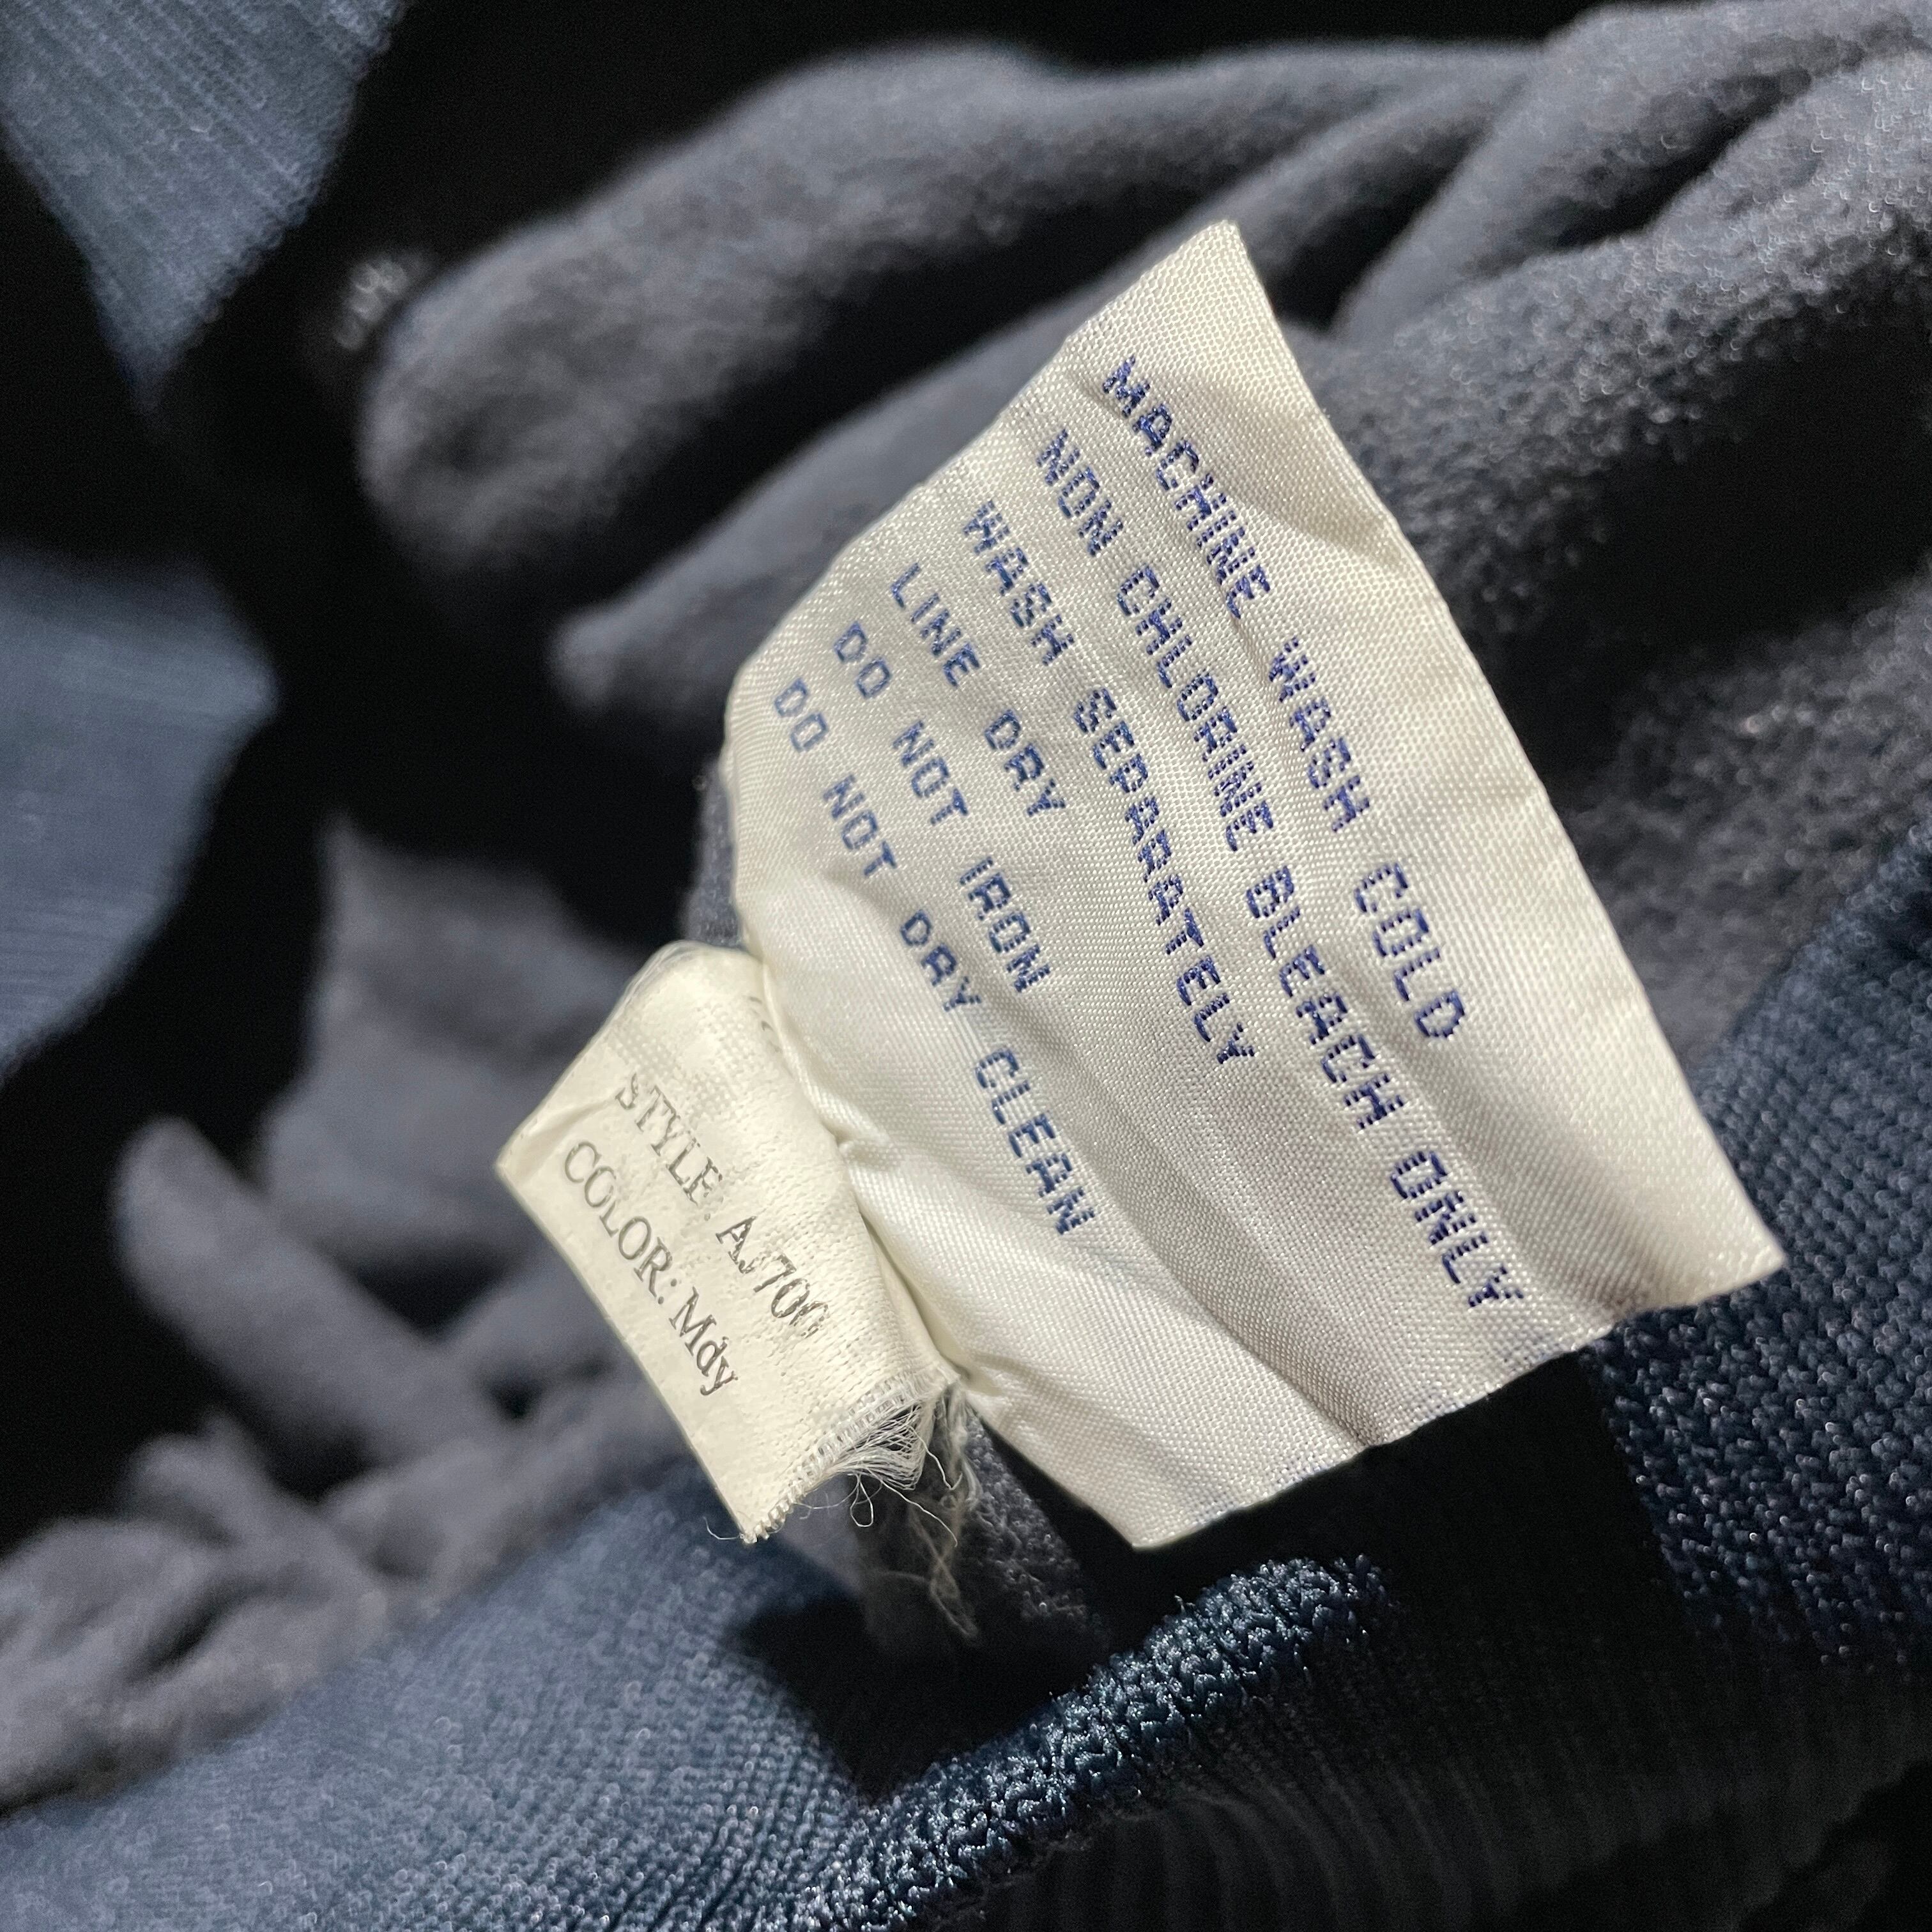 MACHINE WASH COLD
NON CHLORINE BLEACH ONLY
WASH SEPARATELY
LINE DRY
DO NOT IRON
DO NOT DRY CLEAN
STYLE: AJ700
COLOR: Mdy